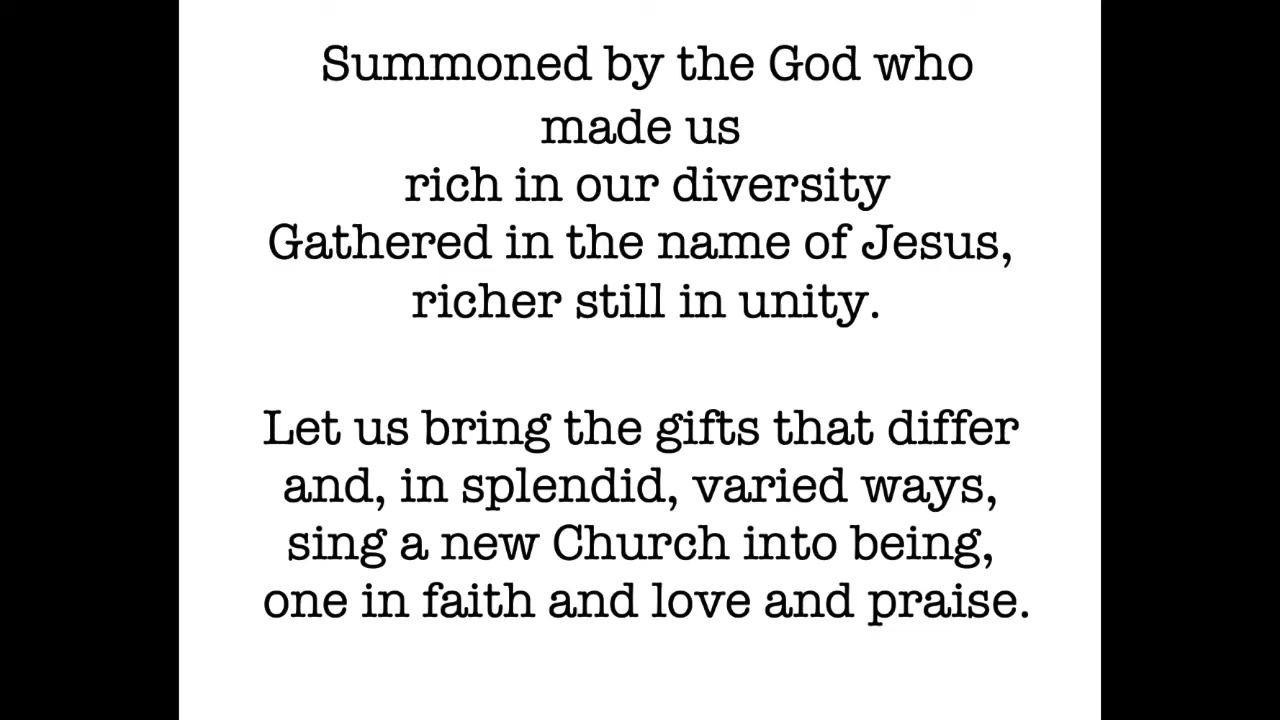 Summoned by the God who
made us
rich in our diversity
Gathered in the name of Jesus,
richer still in unity.
Let us bring the gifts that differ
and, in splendid, varied ways,
sing a new Church into being,
one in faith and love and praise.